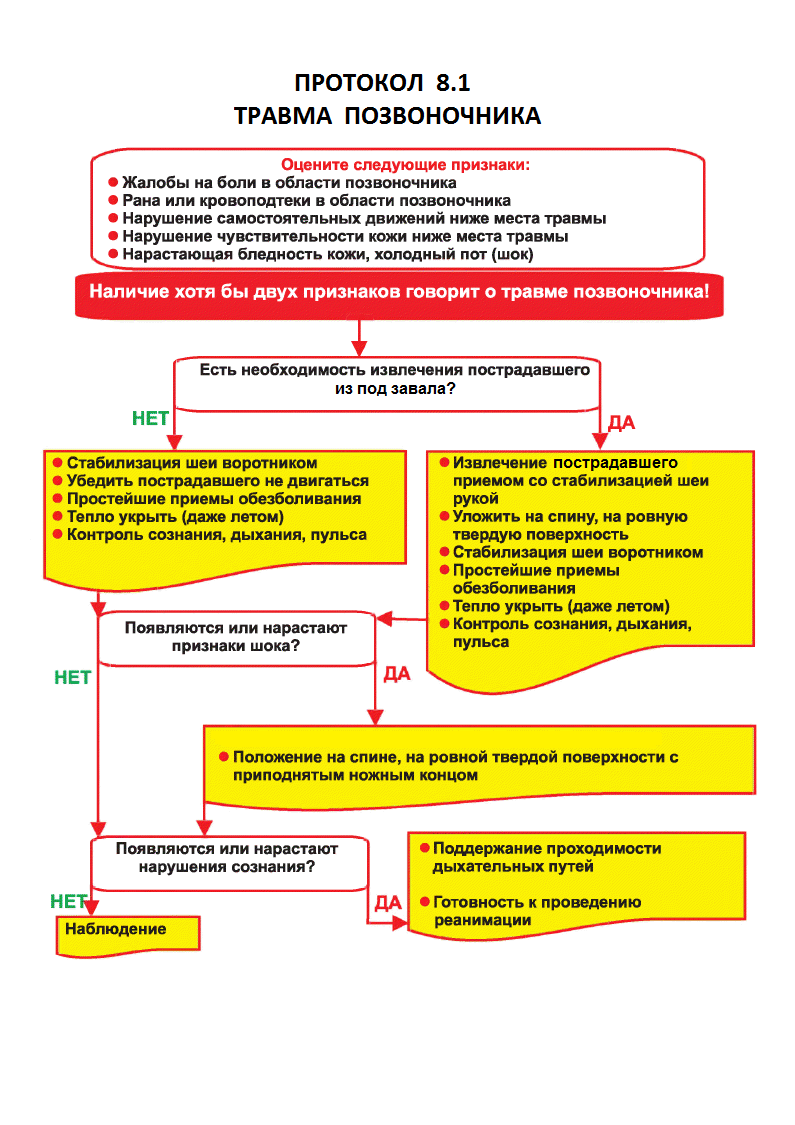 ПРОТОКОЛ 8.1
ТРАВМА ПОЗВОНОЧНИКА
Оцените следующие признаки:
Жалобы на боли в области позвоночника
Рана или кровоподтеки в области позвоночника
Нарушение самостоятельных движений ниже места травмы
Нарушение чувствительности кожи ниже места травмы
Нарастающая бледность кожи, холодный пот (шок)
Наличие хотя бы двух признаков говорит о травме позвоночника!
Есть необходимость извлечения пострадавшего
из под завала?
НЕТ
ДА
Стабилизация шеи воротником
Убедить пострадавшего не двигаться
Простейшие приемы обезболивания
Тепло укрыть (даже летом)
Контроль сознания, дыхания, пульса
Извлечение пострадавшего
приемом со стабилизацией шеи
рукой
Уложить на спину, на ровную
твердую поверхность
Стабилизация шеи воротником
Простейшие приемы
обезболивания
Тепло укрыть (даже летом)
Контроль сознания, дыхания,
пульса
Появляются или нарастают
признаки шока?
НЕТ
ДА
Положение на спине, на ровной твердой поверхности с
приподнятым ножным концом
Появляются или нарастают
нарушения сознания?
НЕТ
ДА
Наблюдение
Поддержание проходимости
дыхательных путей
Готовность к проведению
реанимации